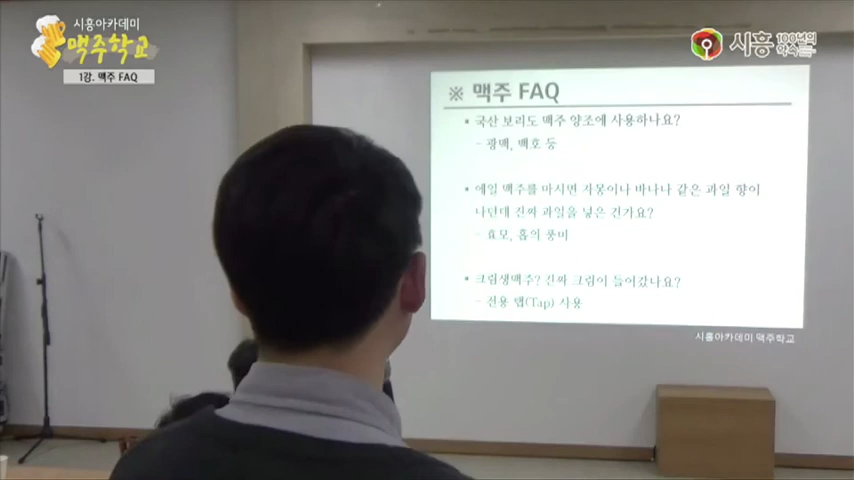 시흥아카데미
맥주학교
1강. 맥주 FAQ
시흥 100년의 약속
※ 맥주 FAQ
• 국산 보리도 맥주 양조에 사용하나요?
- 광맥, 백호 등
• 에일 맥주를 마시면 자몽이나 바나나 같은 과일 향이
나던데 진짜 과일을 넣은 건가요?
- 효모, 홉의 풍미
• 크림생맥주? 진짜 크림이 들어갔나요?
- 전용 탭(Tap) 사용
시흥아카데미 맥주학교